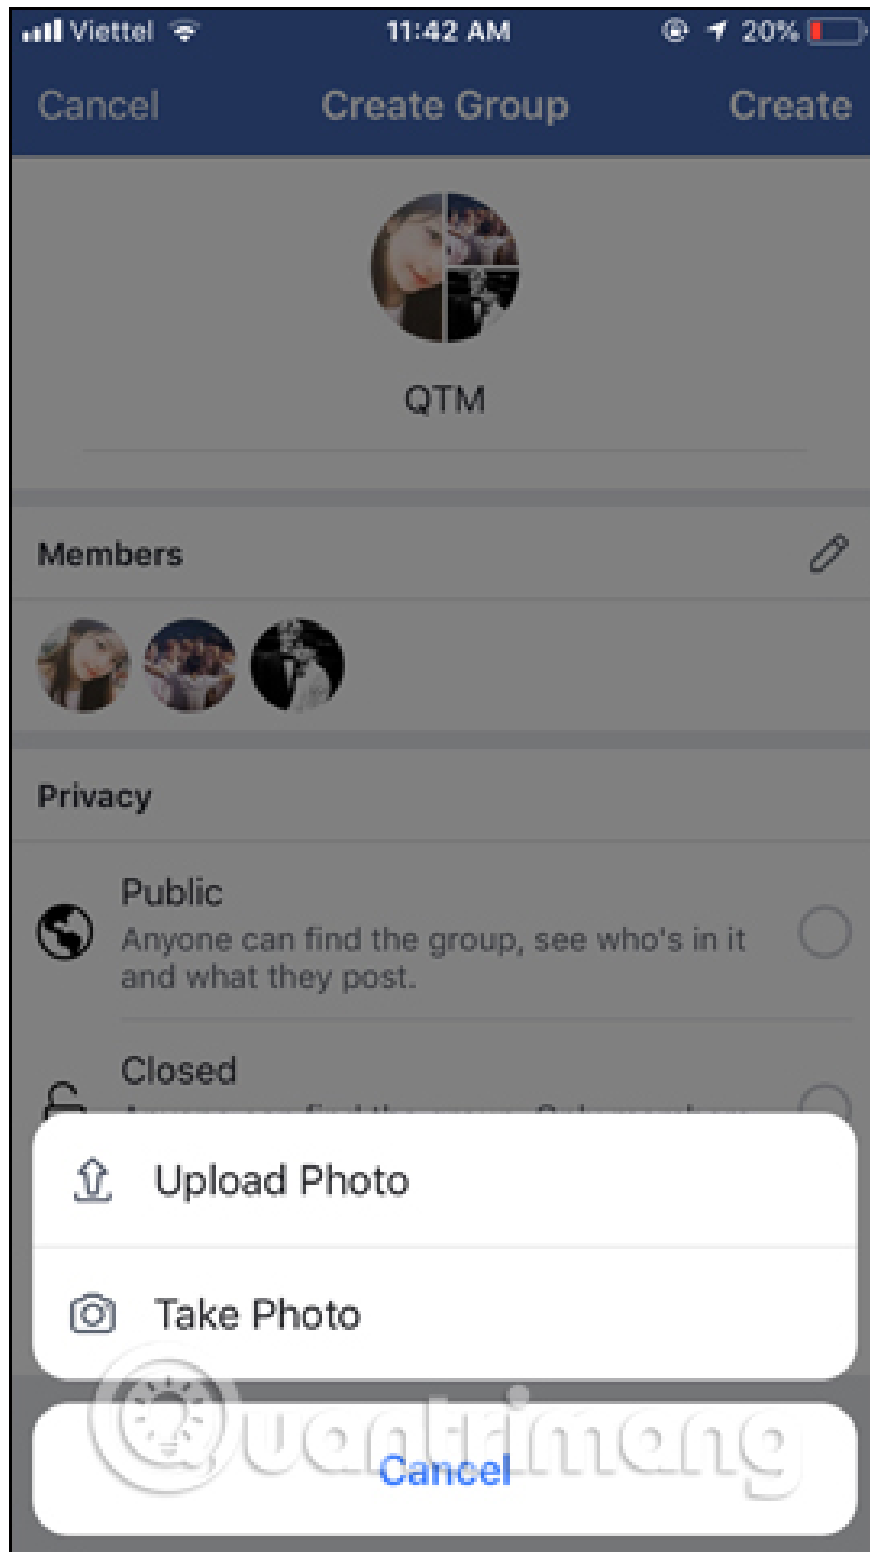 Viettel 11:42 AM 20%
Cancel Create Group Create
QTM
Members
Privacy
Public
Anyone can find the group, see who's in it
and what they post.
Closed
Upload Photo
Take Photo
Quantrimang
Cancel